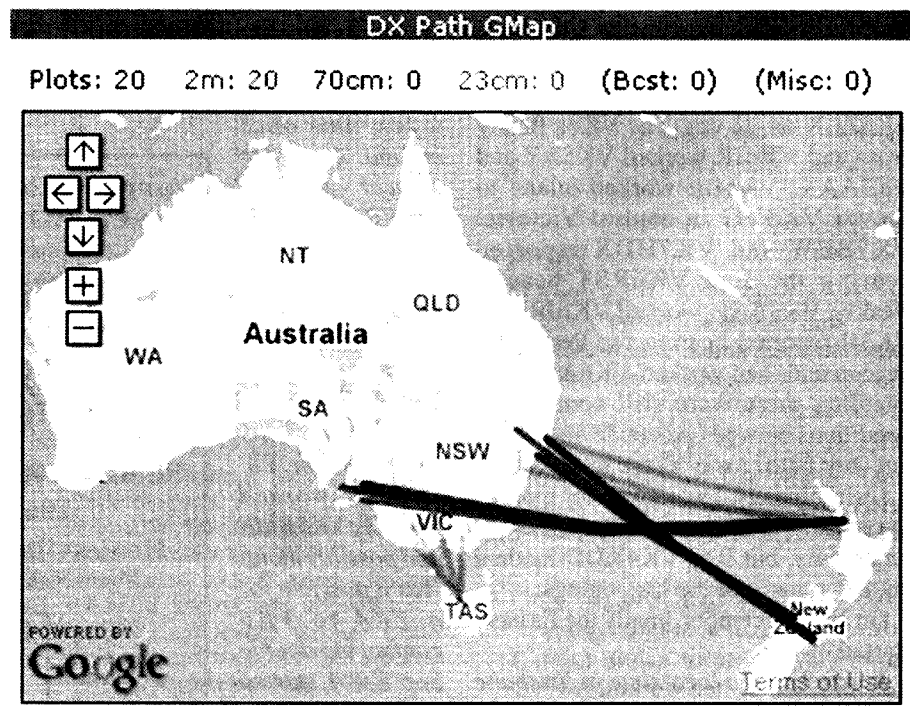 DX Path GMap
Plots: 20 2m: 20 70cm: 0 23cm: 0 (Bcst: 0) (Misc: 0)
NT
QLD
Australia
WA
SA
NSW
VIC
TAS
New
Zealand
POWERED BY
Google
Terms of Use